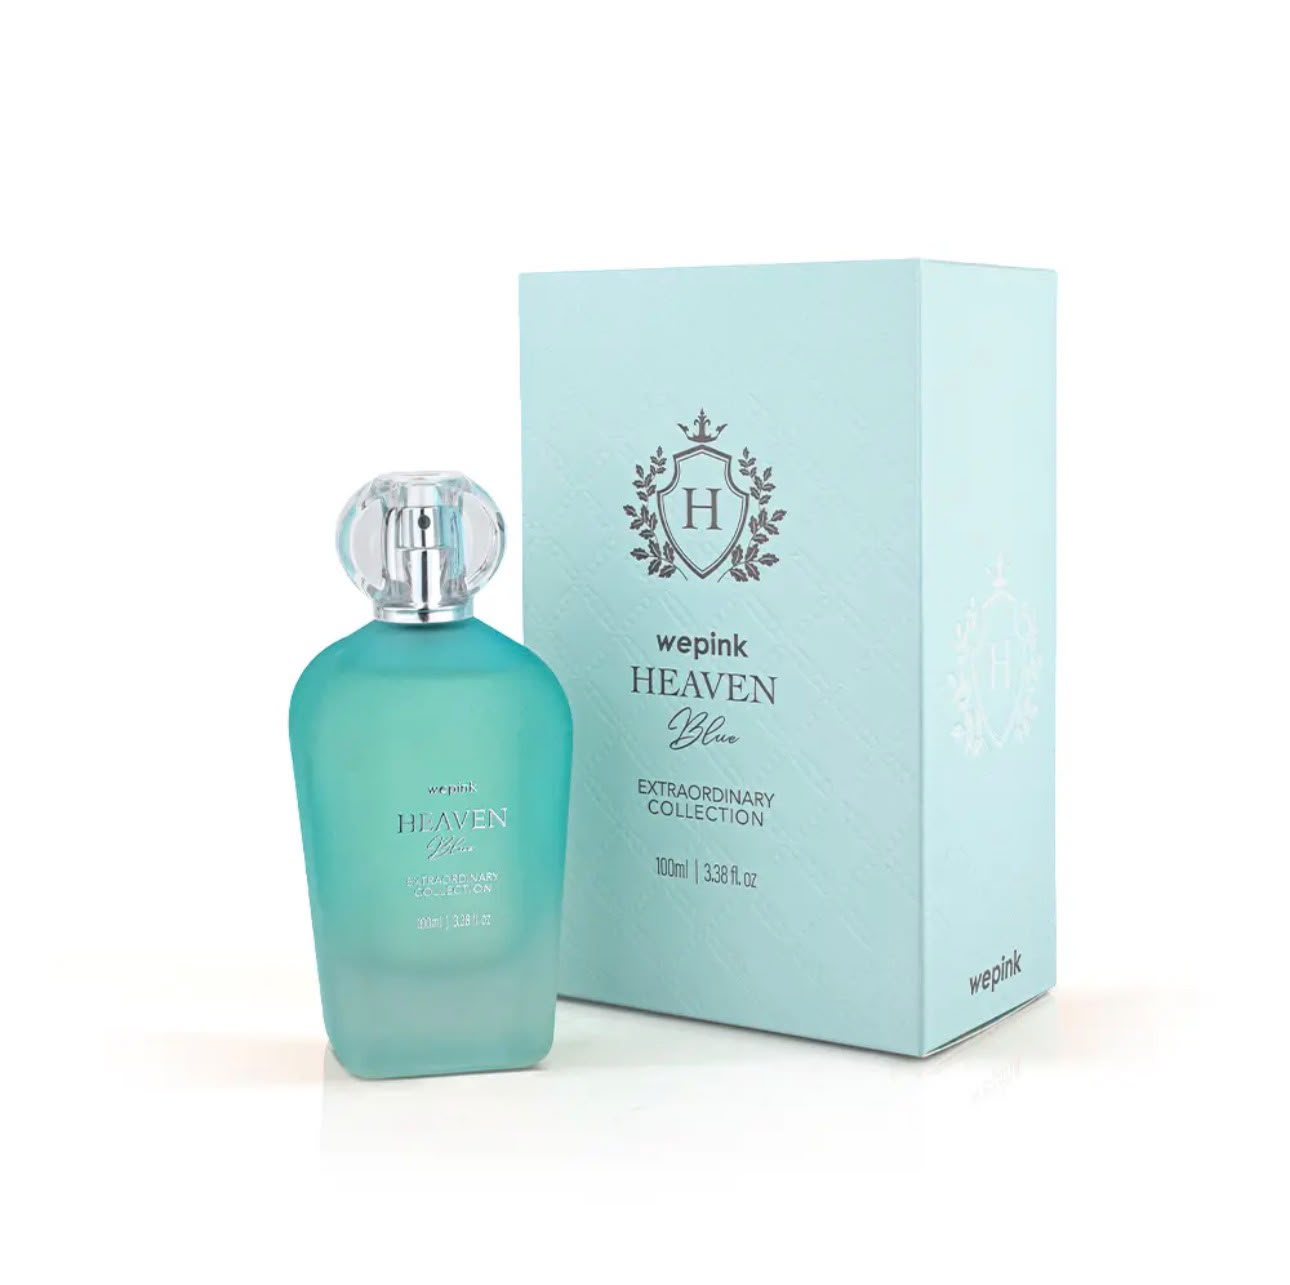 H
wepink
HEAVEN
Blue
EXTRAORDINARY
COLLECTION
100ml | 3.38 fl. oz
H
wepink
wepink
HEAVEN
Blue
EXTRAORDINARY
COLLECTION
100ml | 3.38 fl. oz